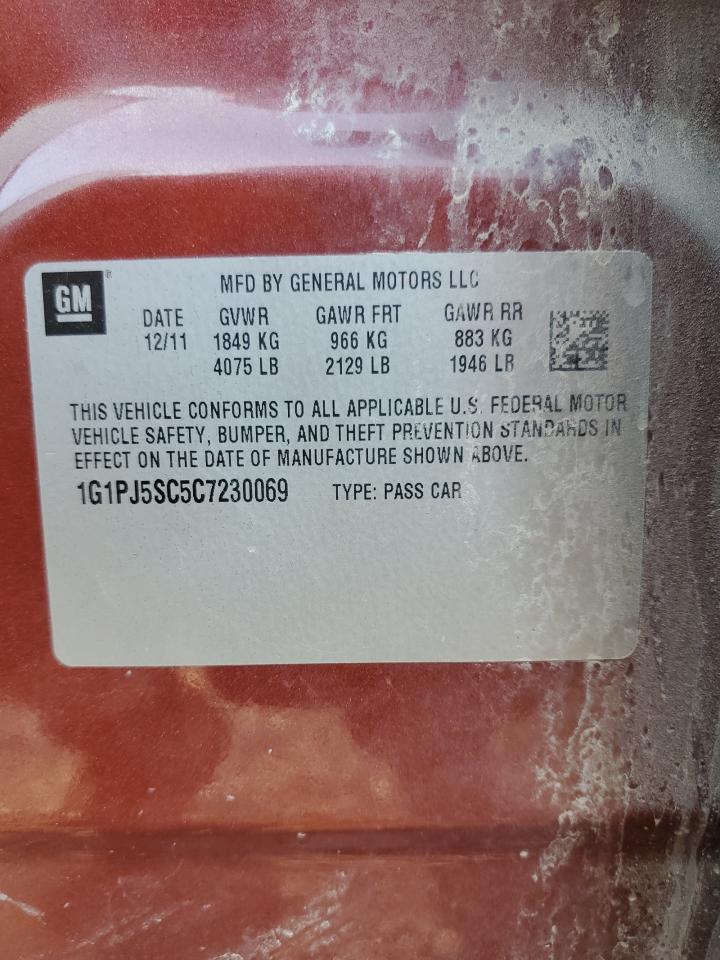 GM
MFD BY GENERAL MOTORS LLC
DATE GVWR GAWR FRT GAWR RR
12/11 1849 KG 966 KG 883 KG
4075 LB 2129 LB 1946 LB
THIS VEHICLE CONFORMS TO ALL APPLICABLE U.S. FEDERAL MOTOR
VEHICLE SAFETY, BUMPER, AND THEFT PREVENTION STANDARDS IN
EFFECT ON THE DATE OF MANUFACTURE SHOWN ABOVE.
1G1PJ5SC5C7230069 TYPE: PASS CAR